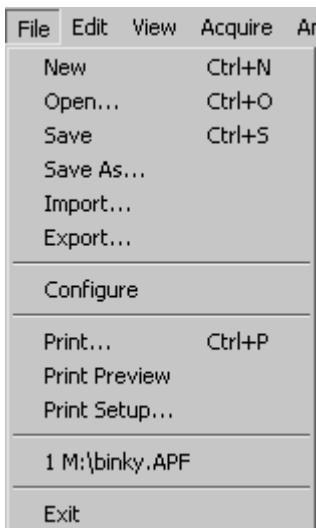 File Edit View Acquire
New Ctrl+N
Open... Ctrl+O
Save Ctrl+S
Save As...
Import...
Export...
Configure
Print... Ctrl+P
Print Preview
Print Setup...
1 M:\binky.APF
Exit